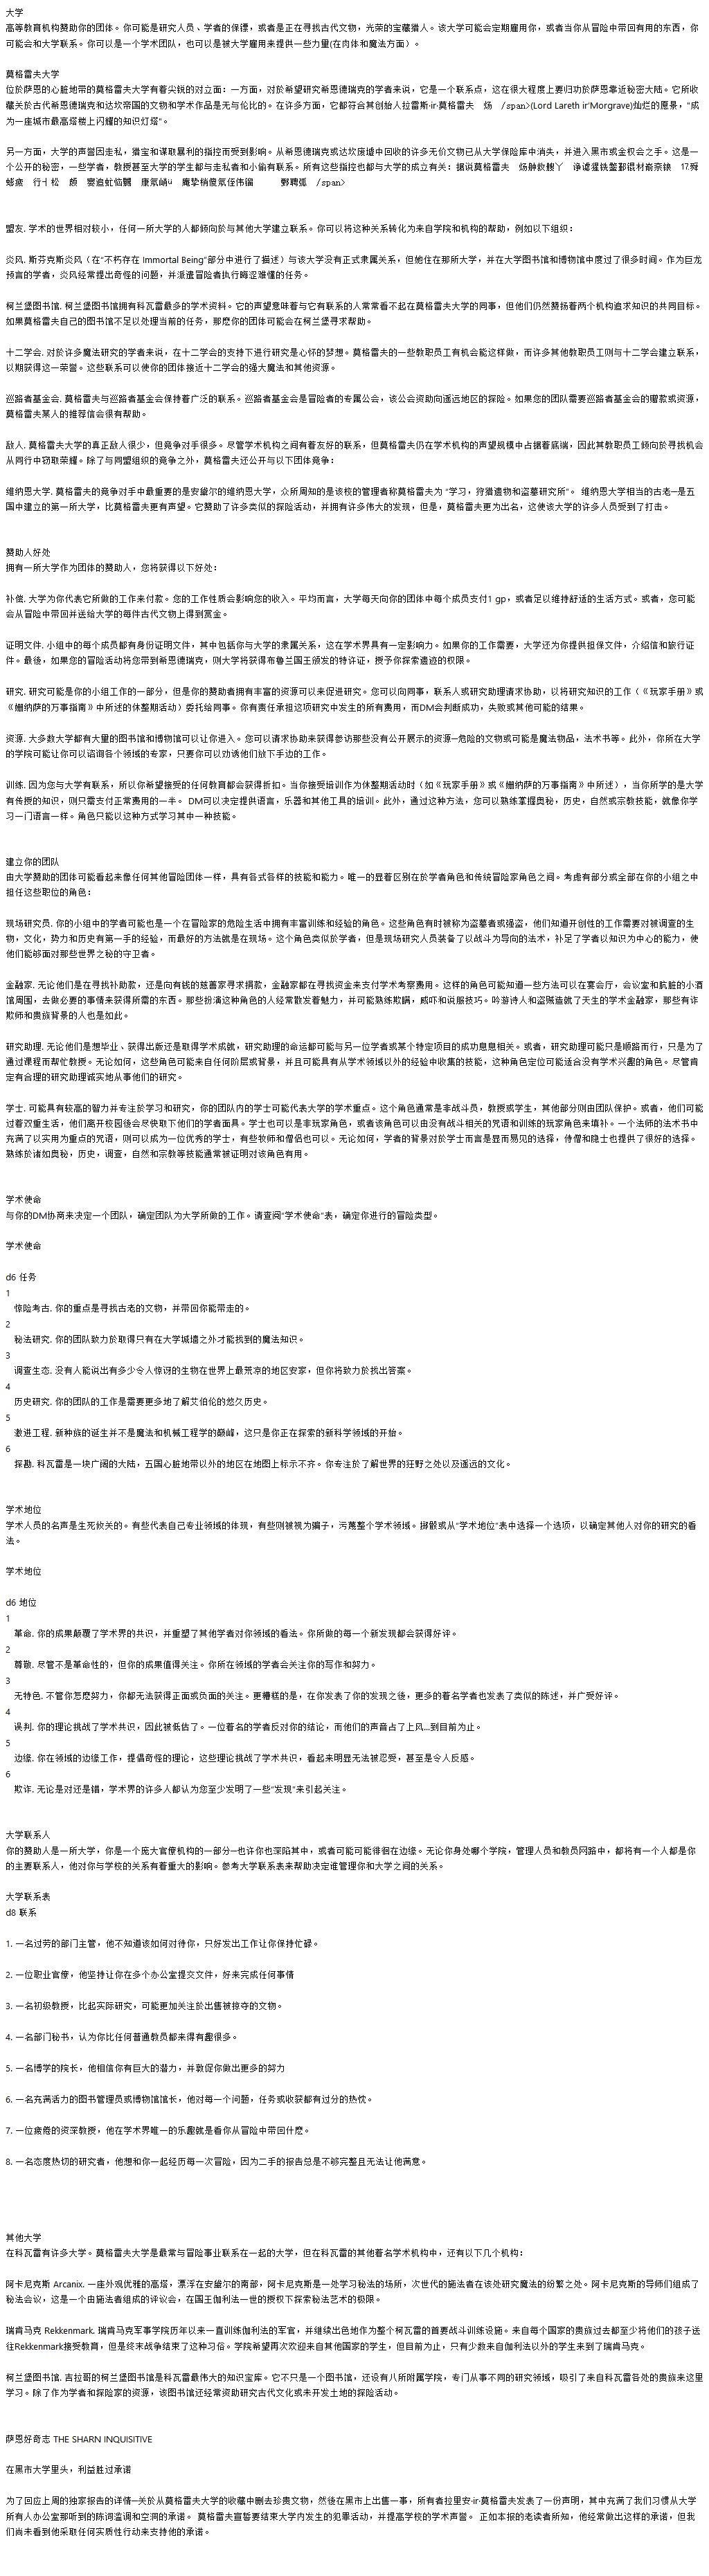 大学
高等教育机构赞助你的团体。你可能是研究人员、学者的保镖，或者是正在寻找古代文物，光荣的宝藏猎人。该大学可能会定期雇用你，或者当你从冒险中带回有用的东西，你
可能会和大学联系。你可以是一个学术团队，也可以是被大学雇用来提供一些力量(在肉体和魔法方面）。
莫格雷夫大学
位於萨恩的心脏地带的莫格雷夫大学有着尖锐的对立面：一方面，对於希望研究希恩德瑞克的学者来说，它是一个联系点，这在很大程度上要归功於萨恩靠近秘密大陆。它所收
藏关於古代希恩德瑞克和达坎帝国的文物和学术作品是无与伦比的。在许多方面，它都符合其创始人拉雷斯·ir·莫格雷夫 炀 /span>(Lord Lareth ir'Morgrave)灿烂的愿景，"成
为一座城市最高塔楼上闪耀的知识灯塔"。
另一方面，大学的声誉因走私，猎宝和谋取暴利的指控而受到影响。从希恩德瑞克或达坎废墟中回收的许多无价文物已从大学保险库中消失，并进入黑市或金权会之手。这是一
个公开的秘密，一些学者，教授甚至大学的学生都与走私者和小偷有联系。所有这些指控也都与大学的成立有关：据说莫格雷夫 /span>
盟友. 学术的世界相对较小，任何一所大学的人都倾向於与其他大学建立联系。你可以将这种关系转化为来自学院和机构的帮助，例如以下组织：
炎风. 斯芬克斯炎风（在"不朽存在 Immortal Being"部分中进行了描述）与该大学没有正式隶属关系，但他住在那所大学，并在大学图书馆和博物馆中度过了很多时间。作为巨龙
预言的学者，炎风经常提出奇怪的问题，并派遣冒险者执行晦涩难懂的任务。
柯兰堡图书馆. 柯兰堡图书馆拥有科瓦雷最多的学术资料。它的声望意味着与它有联系的人常常看不起在莫格雷夫大学的同事，但他们仍然赞扬着两个机构追求知识的共同目标。
如果莫格雷夫自己的图书馆不足以处理当前的任务，那麽你的团体可能会在柯兰堡寻求帮助。
十二学会. 对於许多魔法研究的学者来说，在十二学会的支持下进行研究是心怀的梦想。莫格雷夫的一些教职员工有机会能这样做，而许多其他教职员工则与十二学会建立联系，
以期获得这一荣誉。这些联系可以使你的团体接近十二学会的强大魔法和其他资源。
巡路者基金会. 莫格雷夫与巡路者基金会保持着广泛的联系。巡路者基金会是冒险者的专属公会，该公会资助向遥远地区的探险。如果您的团队需要巡路者基金会的赠款或资源，
莫格雷夫某人的推荐信会很有帮助。
敌人. 莫格雷夫大学的真正敌人很少，但竞争对手很多。尽管学术机构之间有着友好的联系，但莫格雷夫仍在学术机构的声望规模中占据着底端，因此其教职员工倾向於寻找机会
从同行中窃取荣耀。除了与同盟组织的竞争之外，莫格雷夫还公开与以下团体竞争：
维纳恩大学. 莫格雷夫的竞争对手中最重要的是安黛尔的维纳恩大学，众所周知的是该校的管理者称莫格雷夫为 "学习，狩猎遗物和盗墓研究所"。 维纳恩大学相当的古老─是五
国中建立的第一所大学，比莫格雷夫更有声望。它赞助了许多类似的探险活动，并拥有许多伟大的发现，但是，莫格雷夫更为出名，这使该大学的许多人员受到了打击。
赞助人好处
拥有一所大学作为团体的赞助人，您将获得以下好处：
补偿. 大学为你代表它所做的工作来付款。您的工作性质会影响您的收入。平均而言，大学每天向你的团体中每个成员支付1 gp，或者足以维持舒适的生活方式。或者，您可能
会从冒险中带回并送给大学的每件古代文物上得到赏金。
证明文件. 小组中的每个成员都有身份证明文件，其中包括你与大学的隶属关系，这在学术界具有一定影响力。如果你的工作需要，大学还为你提供担保文件，介绍信和旅行证
件。最後，如果您的冒险活动将您带到希恩德瑞克，则大学将获得布鲁兰国王颁发的特许证，授予你探索遗迹的权限。
研究. 研究可能是你的小组工作的一部分，但是你的赞助者拥有丰富的资源可以来促进研究。您可以向同事，联系人或研究助理请求协助，以将研究知识的工作（《玩家手册》或
《姗纳萨的万事指南》中所述的休整期活动）委托给同事。你有责任承担这项研究中发生的所有费用，而DM会判断成功，失败或其他可能的结果。
资源. 大多数大学都有大量的图书馆和博物馆可以让你进入。您可以请求协助来获得参访那些没有公开展示的资源─危险的文物或可能是魔法物品，法术书等。此外，你所在大学
的学院可能让你可以谘询各个领域的专家，只要你可以劝诱他们放下手边的工作。
训练. 因为您与大学有联系，所以你希望接受的任何教育都会获得折扣。当你接受培训作为休整期活动时（如《玩家手册》或《姗纳萨的万事指南》中所述），当你所学的是大学
有传授的知识，则只需支付正常费用的一半。 DM可以决定提供语言，乐器和其他工具的培训。此外，通过这种方法，您可以熟练掌握奥秘，历史，自然或宗教技能，就像你学
习一门语言一样。角色只能以这种方式学习其中一种技能。
建立你的团队
由大学赞助的团体可能看起来像任何其他冒险团体一样，具有各式各样的技能和能力。唯一的显着区别在於学者角色和传统冒险家角色之间。考虑有部分或全部在你的小组之中
担任这些职位的角色：
现场研究员. 你的小组中的学者可能也是一个在冒险家的危险生活中拥有丰富训练和经验的角色。这些角色有时被称为盗墓者或强盗，他们知道开创性的工作需要对被调查的生
物，文化，势力和历史有第一手的经验，而最好的方法就是在现场。这个角色类似於学者，但是现场研究人员装备了以战斗为导向的法术，补足了学者以知识为中心的能力，使
他们能够面对那些世界之秘的守卫者。
金融家. 无论他们是在寻找补助款，还是向有钱的慈善家寻求捐款，金融家都在寻找资金来支付学术考察费用。这样的角色可能知道一些方法可以在宴会厅，会议室和肮脏的小酒
馆周围，去做必要的事情来获得所需的东西。那些扮演这种角色的人经常散发着魅力，并可能熟练欺瞒，威吓和说服技巧。吟游诗人和盗贼造就了天生的学术金融家，那些有诈
欺师和贵族背景的人也是如此。
研究助理. 无论他们是想毕业、获得出版还是取得学术成就，研究助理的命运都可能与另一位学者或某个特定项目的成功息息相关。或者，研究助理可能只是顺路而行，只是为了
通过课程而帮忙教授。无论如何，这些角色可能来自任何阶层或背景，并且可能具有从学术领域以外的经验中收集的技能，这种角色定位可能适合没有学术兴趣的角色。尽管肯
定有合理的研究助理诚实地从事他们的研究。
学士. 可能具有较高的智力并专注於学习和研究，你的团队内的学士可能代表大学的学术重点。这个角色通常是非战斗员，教授或学生，其他部分则由团队保护。或者，他们可能
过着双重生活，他们离开校园後会尽快取下他们的学者面具。学士也可以是非玩家角色，或者该角色可以由没有战斗相关的咒语和训练的玩家角色来填补。一个法师的法术书中
充满了以实用为重点的咒语，则可以成为一位优秀的学士，有些牧师和僧侣也可以。无论如何，学者的背景对於学士而言是显而易见的选择，侍僧和隐士也提供了很好的选择。
熟练於诸如奥秘，历史，调查，自然和宗教等技能通常被证明对该角色有用。
学术使命
与你的DM协商来决定一个团队，确定团队为大学所做的工作。请查阅"学术使命"表，确定你进行的冒险类型。
学术使命
d6 任务
1
惊险考古. 你的重点是寻找古老的文物，并带回你能带走的。
2
秘法研究. 你的团队致力於取得只有在大学城墙之外才能找到的魔法知识。
3
调查生态. 没有人能说出有多少令人惊讶的生物在世界上最荒凉的地区安家，但你将致力於找出答案。
4
历史研究. 你的团队的工作是需要更多地了解艾伯伦的悠久历史。
5
激进工程. 新种族的诞生并不是魔法和机械工程学的巅峰，这只是你正在探索的新科学领域的开始。
6
探勘. 科瓦雷是一块广阔的大陆，五国心脏地带以外的地区在地图上标示不齐。你专注於了解世界的狂野之处以及遥远的文化。
学术地位
学术人员的名声是生死攸关的。有些代表自己专业领域的体现，有些则被视为骗子，污蔑整个学术领域。掷骰或从"学术地位"表中选择一个选项，以确定其他人对你的研究的看
法。
学术地位
d6 地位
1
革命. 你的成果颠覆了学术界的共识，并重塑了其他学者对你领域的看法。你所做的每一个新发现都会获得好评。
2
尊敬. 尽管不是革命性的，但你的成果值得关注。你所在领域的学者会关注你的写作和努力。
3
无特色. 不管你怎麽努力，你都无法获得正面或负面的关注。更糟糕的是，在你发表了你的发现之後，更多的着名学者也发表了类似的陈述，并广受好评。
4
误判. 你的理论挑战了学术共识，因此被低估了。一位着名的学者反对你的结论，而他们的声音占了上风...到目前为止。
5
边缘. 你在领域的边缘工作，提倡奇怪的理论，这些理论挑战了学术共识，看起来明显无法被忍受，甚至是令人反感。
6
欺诈. 无论是对还是错，学术界的许多人都认为您至少发明了一些"发现"来引起关注。
大学联系人
你的赞助人是一所大学，你是一个庞大官僚机构的一部分─也许你也深陷其中，或者可能可能徘徊在边缘。无论你身处哪个学院，管理人员和教员网路中，都将有一个人都是你
的主要联系人，他对你与学校的关系有着重大的影响。参考大学联系表来帮助决定谁管理你和大学之间的关系。
大学联系表
d8 联系
1. 一名过劳的部门主管，他不知道该如何对待你，只好发出工作让你保持忙碌。
2. 一位职业官僚，他坚持让你在多个办公室提交文件，好来完成任何事情
3. 一名初级教授，比起实际研究，可能更加关注於出售被掠夺的文物。
4. 一名部门秘书，认为你比任何普通教员都来得有趣很多。
5. 一名博学的院长，他相信你有巨大的潜力，并敦促你做出更多的努力
6. 一名充满活力的图书管理员或博物馆馆长，他对每一个问题，任务或收获都有过分的热忱。
7. 一位疲倦的资深教授，他在学术界唯一的乐趣就是看你从冒险中带回什麽。
8. 一名态度热切的研究者，他想和你一起经历每一次冒险，因为二手的报告总是不够完整且无法让他满意。
其他大学
在科瓦雷有许多大学。莫格雷夫大学是最常与冒险事业联系在一起的大学，但在科瓦雷的其他着名学术机构中，还有以下几个机构：
阿卡尼克斯 Arcanix. 一座外观优雅的高塔，漂浮在安黛尔的南部，阿卡尼克斯是一处学习秘法的场所，次世代的施法者在该处研究魔法的纷繁之处。阿卡尼克斯的导师们组成了
秘法会议，这是一个由施法者组成的评议会，在国王伽利法一世的授权下探索秘法艺术的极限。
瑞肯马克 Rekkenmark. 瑞肯马克军事学院历年以来一直训练伽利法的军官，并继续出色地作为整个柯瓦雷的首要战斗训练设施。来自每个国家的贵族过去都至少将他们的孩子送
往Rekkenmark接受教育，但是终末战争结束了这种习俗。学院希望再次欢迎来自其他国家的学生，但目前为止，只有少数来自伽利法以外的学生来到了瑞肯马克。
柯兰堡图书馆. 吉拉哥的柯兰堡图书馆是科瓦雷最伟大的知识宝库。它不只是一个图书馆，还设有八所附属学院，专门从事不同的研究领域，吸引了来自科瓦雷各处的贵族来这里
学习。除了作为学者和探险家的资源，该图书馆还经常资助研究古代文化或未开发土地的探险活动。
萨恩好奇志 THE SHARN INQUISITIVE
在黑市大学里头，利益胜过承诺
为了回应上周的独家报告的详情─关於从莫格雷夫大学的收藏中删去珍贵文物，然後在黑市上出售一事，所有者拉里安·ir·莫格雷夫发表了一份声明，其中充满了我们习惯从大学
所有人办公室那听到的陈词滥调和空洞的承诺。 莫格雷夫宣誓要结束大学内发生的犯罪活动，并提高学校的学术声誉。 正如本报的老读者所知，他经常做出这样的承诺，但我
们尚未看到他采取任何实质性行动来支持他的承诺。